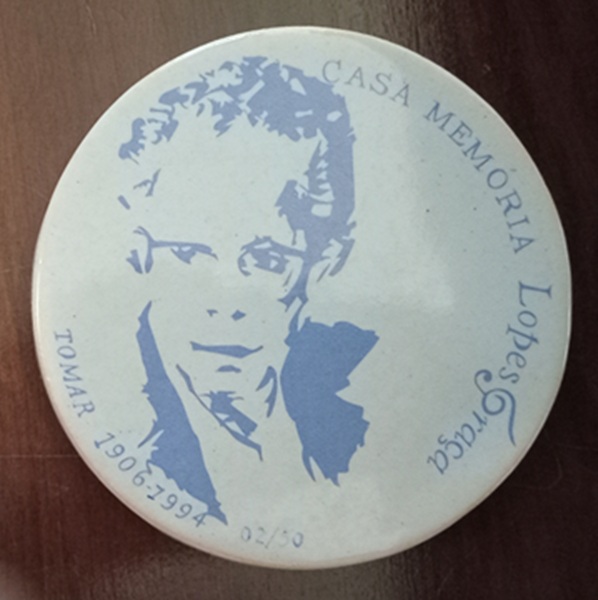 CASA MEMÓRIA Lopes Graça
TOMAR 1906-1994
02/50